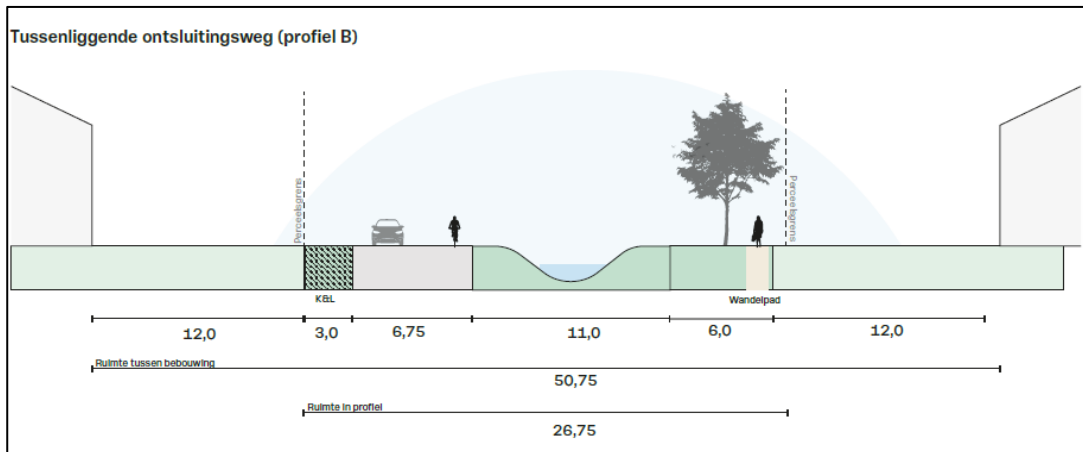 Tussenliggende ontsluitingsweg (profiel B)
Perceelsgrens
Perceelsgrens
K&L
Wandelpad
12,0 3,0 6,75 11,0 6,0 12,0
Ruimte tussen bebouwing
50,75
Ruimte in profiel
26,75